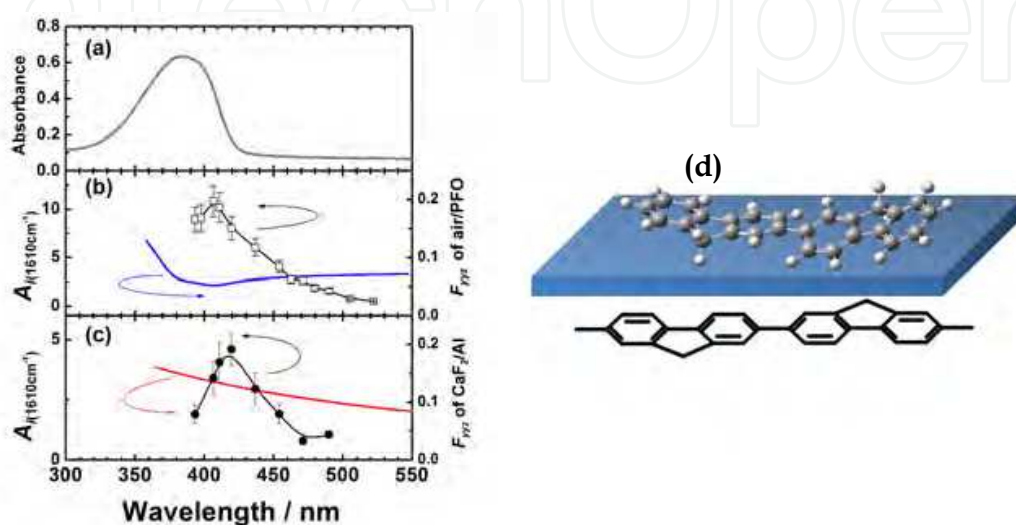 (a)
Absorbance
0.8
0.6
0.4
0.2
0.0
(b)
A_I(1610cm⁻¹)
10
5
0
0.2
0.1
0.0
F_yyz of air/PFO
(c)
A_I(1610cm⁻¹)
5
0
0.2
0.1
0.0
F_yyz of CaF₂/Al
300 350 400 450 500 550
Wavelength / nm
(d)